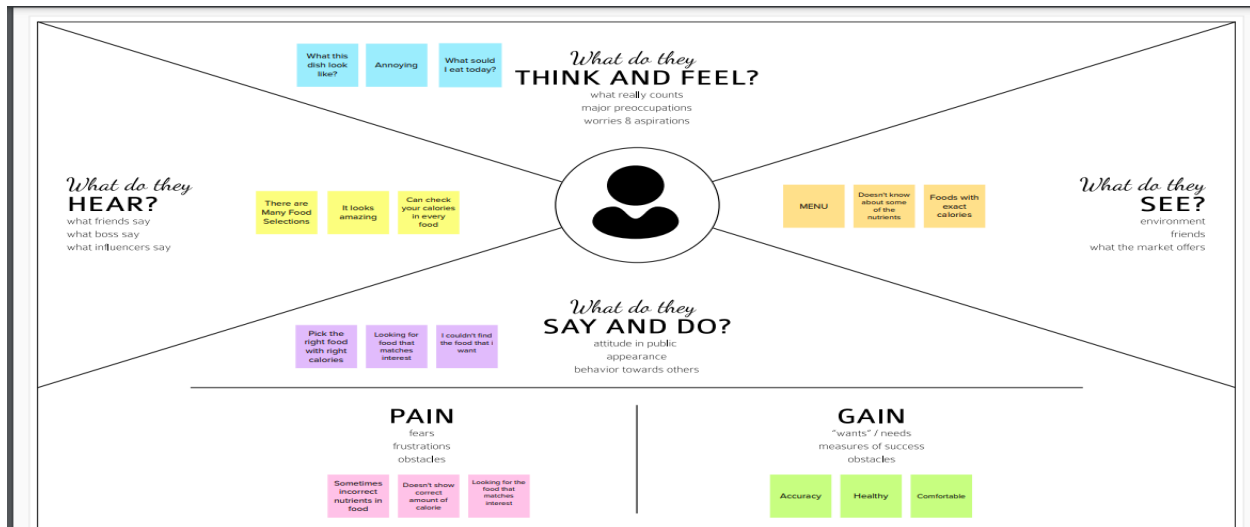 What this
dish look
like?
Annoying
What sould
I eat today?
What do they
THINK AND FEEL?
what really counts
major preoccupations
worries & aspirations
What do they
HEAR?
what friends say
what boss say
what influencers say
There are
Many Food
Selections
It looks
amazing
Can check
your calories
in every
food
MENU
Doesn't know
about some
of the
nutrients
Foods with
exact
calories
What do they
SEE?
environment
friends
what the market offers
What do they
SAY AND DO?
attitude in public
appearance
behavior towards others
Pick the
right food
with right
calories
Looking for
food that
matches
interest
I couldn't find
the food that i
want
PAIN
fears
frustrations
obstacles
Sometimes
incorrect
nutrients in
food
Doesn't show
correct
amount of
calorie
Looking for the
food that
matches
interest
GAIN
"wants" / needs
measures of success
obstacles
Accuracy
Healthy
Comfortable